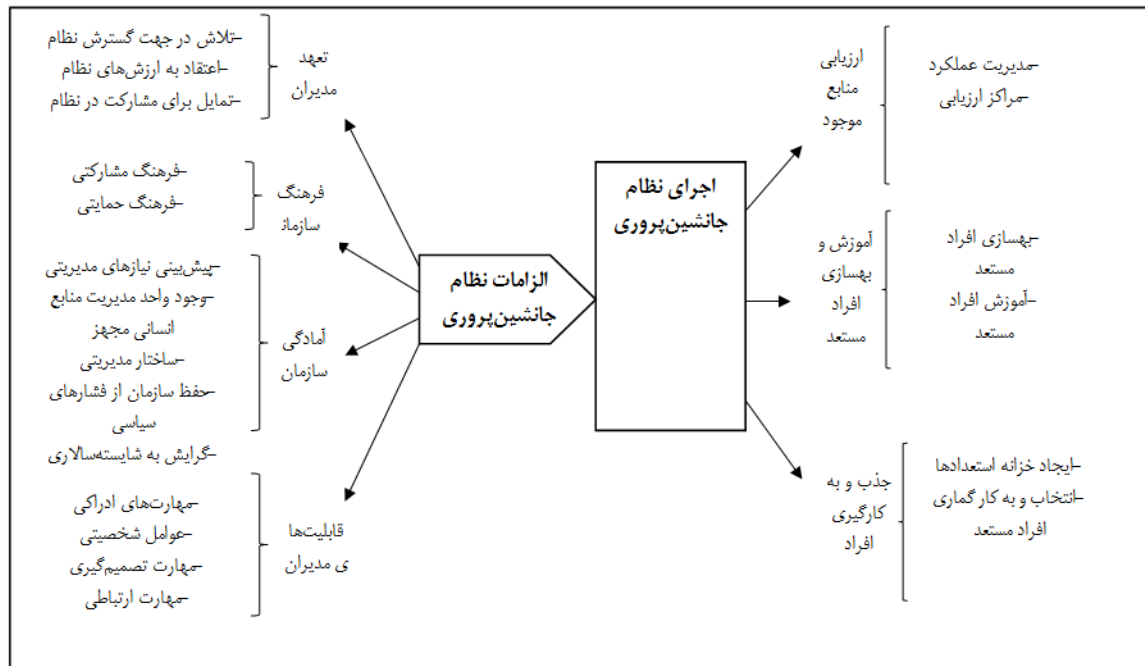 ارزیابی
منابع
موجود
-مدیریت عملکرد
-مراکز ارزیابی
آموزش و
بهسازی
افراد
مستعد
-بهسازی افراد
مستعد
-آموزش افراد
مستعد
جذب و به
کارگیری
افراد
-ایجاد خزانه استعدادها
-انتخاب و به کار گماری
افراد مستعد
اجرای نظام
جانشین‌پروری
الزامات نظام
جانشین‌پروری
تعهد
مدیران
-تلاش در جهت گسترش نظام
-اعتقاد به ارزش‌های نظام
-تمایل برای مشارکت در نظام
فرهنگ
سازمان
-فرهنگ مشارکتی
-فرهنگ حمایتی
آمادگی
سازمان
-پیش‌بینی نیازهای مدیریتی
-وجود واحد مدیریت منابع
انسانی مجهز
-ساختار مدیریتی
-حفظ سازمان از فشارهای
سیاسی
-گرایش به شایسته‌سالاری
قابلیت‌ها
ی مدیران
-مهارت‌های ادراکی
-عوامل شخصیتی
-مهارت تصمیم‌گیری
-مهارت ارتباطی